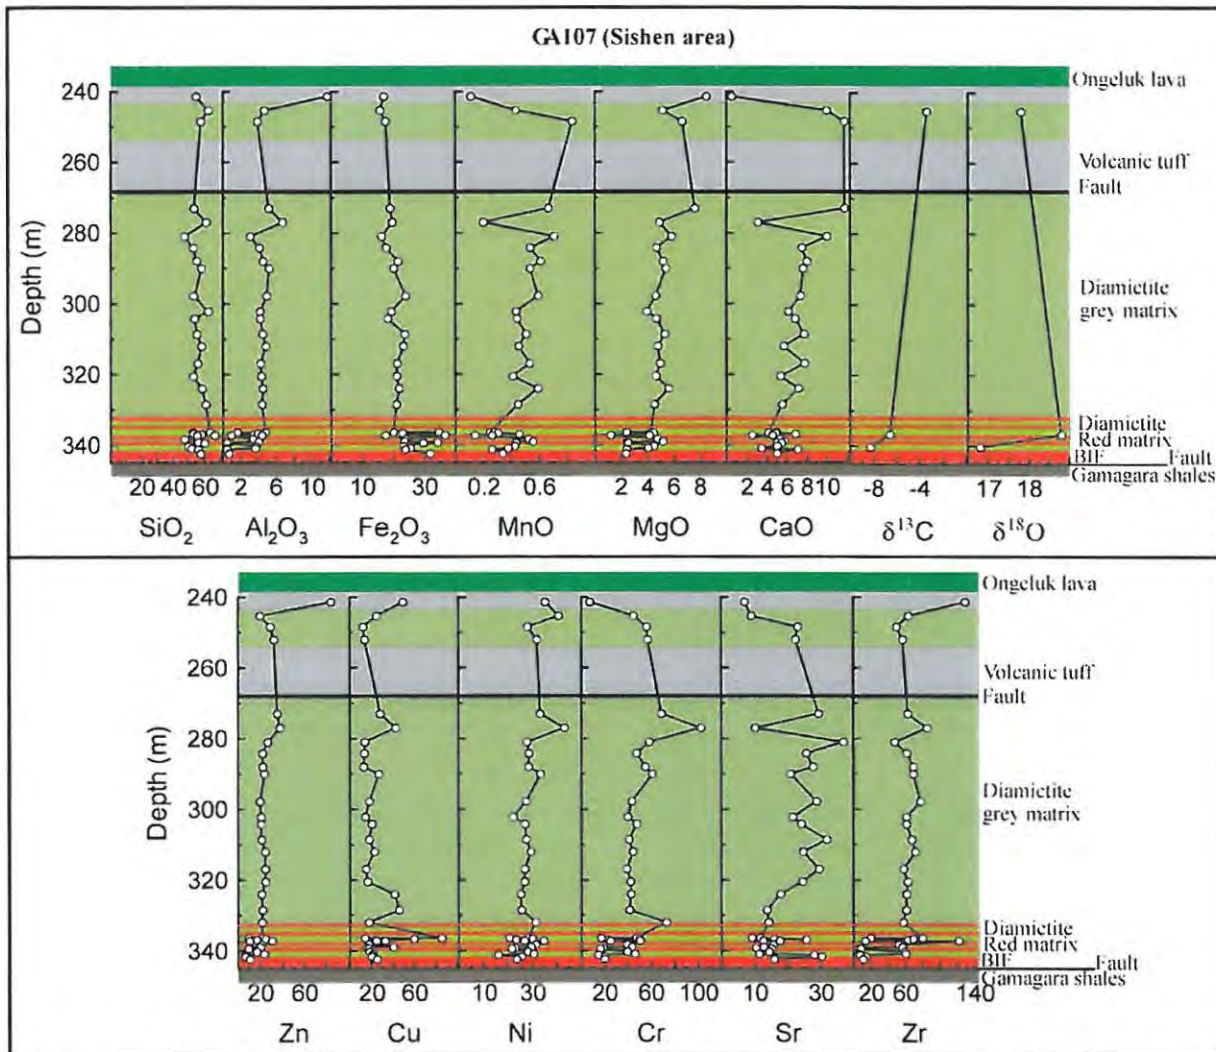 GA107 (Sishen area)
Ongeluk lava
240
260
Volcanic tuff
Fault
280
Diamictite
300
grey matrix
Depth (m)
320
Diamictite
340
Red matrix
BIF Fault
Gamagara shales
20 40 60 2 6 10 10 30 0.2 0.6 2 4 6 8 2 4 6 8 10 -8 -4 17 18
SiO₂ Al₂O₃ Fe₂O₃ MnO MgO CaO δ¹³C δ¹⁸O
Ongeluk lava
240
260
Volcanic tuff
Fault
280
Diamictite
300
grey matrix
Depth (m)
320
Diamictite
340
Red matrix
BIF Fault
Gamagara shales
20 60 20 60 10 30 20 60 100 10 30 20 60 140
Zn Cu Ni Cr Sr Zr